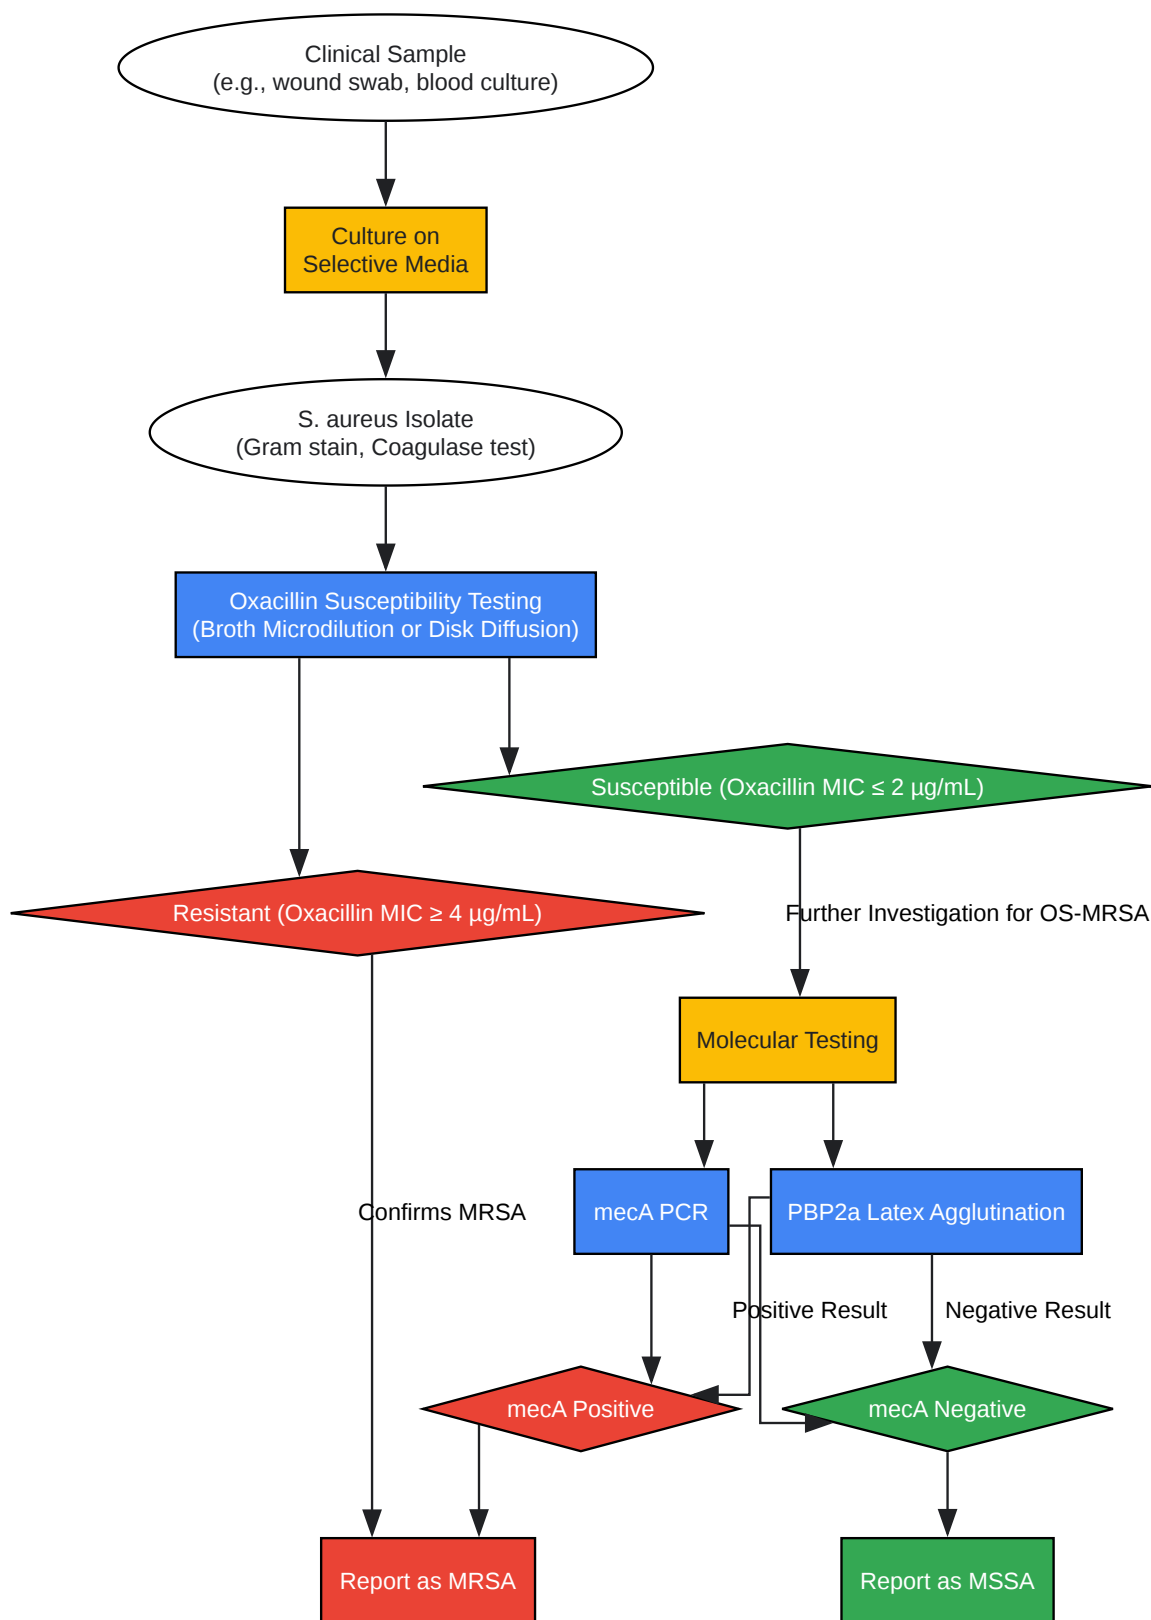 Clinical Sample
(e.g., wound swab, blood culture)
Culture on
Selective Media
S. aureus Isolate
(Gram stain, Coagulase test)
Oxacillin Susceptibility Testing
(Broth Microdilution or Disk Diffusion)
Susceptible (Oxacillin MIC ≤ 2 µg/mL)
Resistant (Oxacillin MIC ≥ 4 µg/mL)
Further Investigation for OS-MRSA
Molecular Testing
Confirms MRSA
mecA PCR
PBP2a Latex Agglutination
Positive Result
Negative Result
mecA Positive
mecA Negative
Report as MRSA
Report as MSSA